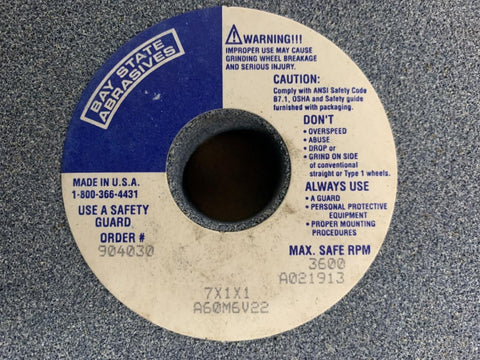 BAY STATE
ABRASIVES
WARNING!!!
IMPROPER USE MAY CAUSE
GRINDING WHEEL BREAKAGE
AND SERIOUS INJURY.
CAUTION:
Comply with ANSI Safety Code
B7.1, OSHA and Safety guide
furnished with packaging.
DON'T
• OVERSPEED
• ABUSE
• DROP or
• GRIND ON SIDE
of conventional
straight or Type 1 wheels.
ALWAYS USE
• A GUARD
• PERSONAL PROTECTIVE
EQUIPMENT
• PROPER MOUNTING
PROCEDURES
MADE IN U.S.A.
1-800-366-4431
USE A SAFETY
GUARD
ORDER #
904030
MAX. SAFE RPM
3600
A021913
7X1X1
A60M6V22